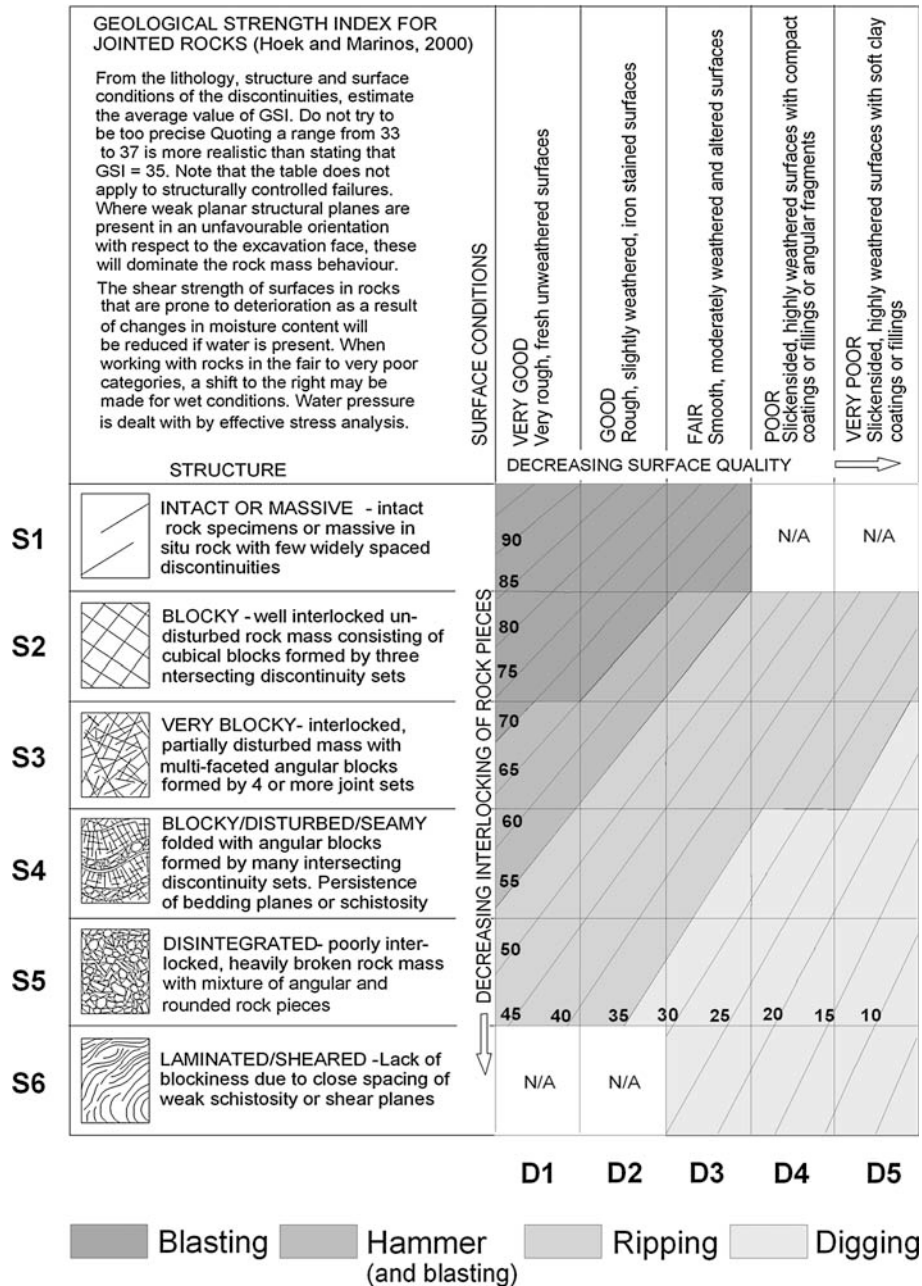 GEOLOGICAL STRENGTH INDEX FOR
JOINTED ROCKS (Hoek and Marinos, 2000)
From the lithology, structure and surface
conditions of the discontinuities, estimate
the average value of GSI. Do not try to
be too precise Quoting a range from 33
to 37 is more realistic than stating that
GSI = 35. Note that the table does not
apply to structurally controlled failures.
Where weak planar structural planes are
present in an unfavourable orientation
with respect to the excavation face, these
will dominate the rock mass behaviour.
The shear strength of surfaces in rocks
that are prone to deterioration as a result
of changes in moisture content will
be reduced if water is present. When
working with rocks in the fair to very poor
categories, a shift to the right may be
made for wet conditions. Water pressure
is dealt with by effective stress analysis.
STRUCTURE
SURFACE CONDITIONS
VERY GOOD
Very rough, fresh unweathered surfaces
GOOD
Rough, slightly weathered, iron stained surfaces
FAIR
Smooth, moderately weathered and altered surfaces
POOR
Slickensided, highly weathered surfaces with compact
coatings or fillings or angular fragments
VERY POOR
Slickensided, highly weathered surfaces with soft clay
coatings or fillings
DECREASING SURFACE QUALITY
DECREASING INTERLOCKING OF ROCK PIECES
S1
INTACT OR MASSIVE - intact
rock specimens or massive in
situ rock with few widely spaced
discontinuities
90
85
N/A
N/A
S2
BLOCKY - well interlocked un-
disturbed rock mass consisting of
cubical blocks formed by three
ntersecting discontinuity sets
80
75
S3
VERY BLOCKY- interlocked,
partially disturbed mass with
multi-faceted angular blocks
formed by 4 or more joint sets
70
65
S4
BLOCKY/DISTURBED/SEAMY
folded with angular blocks
formed by many intersecting
discontinuity sets. Persistence
of bedding planes or schistosity
60
55
S5
DISINTEGRATED- poorly inter-
locked, heavily broken rock mass
with mixture of angular and
rounded rock pieces
50
45 40 35 30 25 20 15 10
S6
LAMINATED/SHEARED -Lack of
blockiness due to close spacing of
weak schistosity or shear planes
N/A
N/A
D1 D2 D3 D4 D5
Blasting
Hammer
(and blasting)
Ripping
Digging